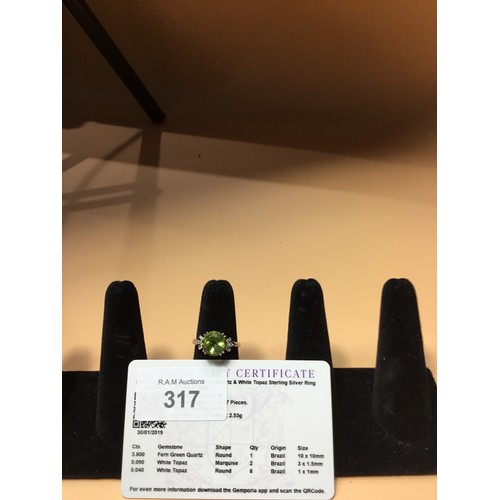 Y CERTIFICATE
R.A.M Auctions
317
tz & White Topaz Sterling Silver Ring
7 Pieces.
2.53g
30/01/2019
Cts Gemstone Shape Qty Origin Size
3.600 Fern Green Quartz Round 1 Brazil 10 x 10mm
0.090 White Topaz Marquise 2 Brazil 3 x 1.5mm
0.040 White Topaz Round 8 Brazil 1 x 1mm
For even more information download the Gemporia app and scan the QRCode.